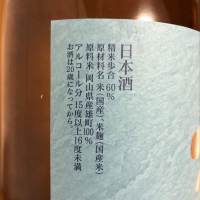 日本酒
精米歩合 60%
原材料名 米(国産)、米麹(国産米)
原料米 岡山県産雄町100%
アルコール分 15度以上16度未満
お酒は20歳になってから。